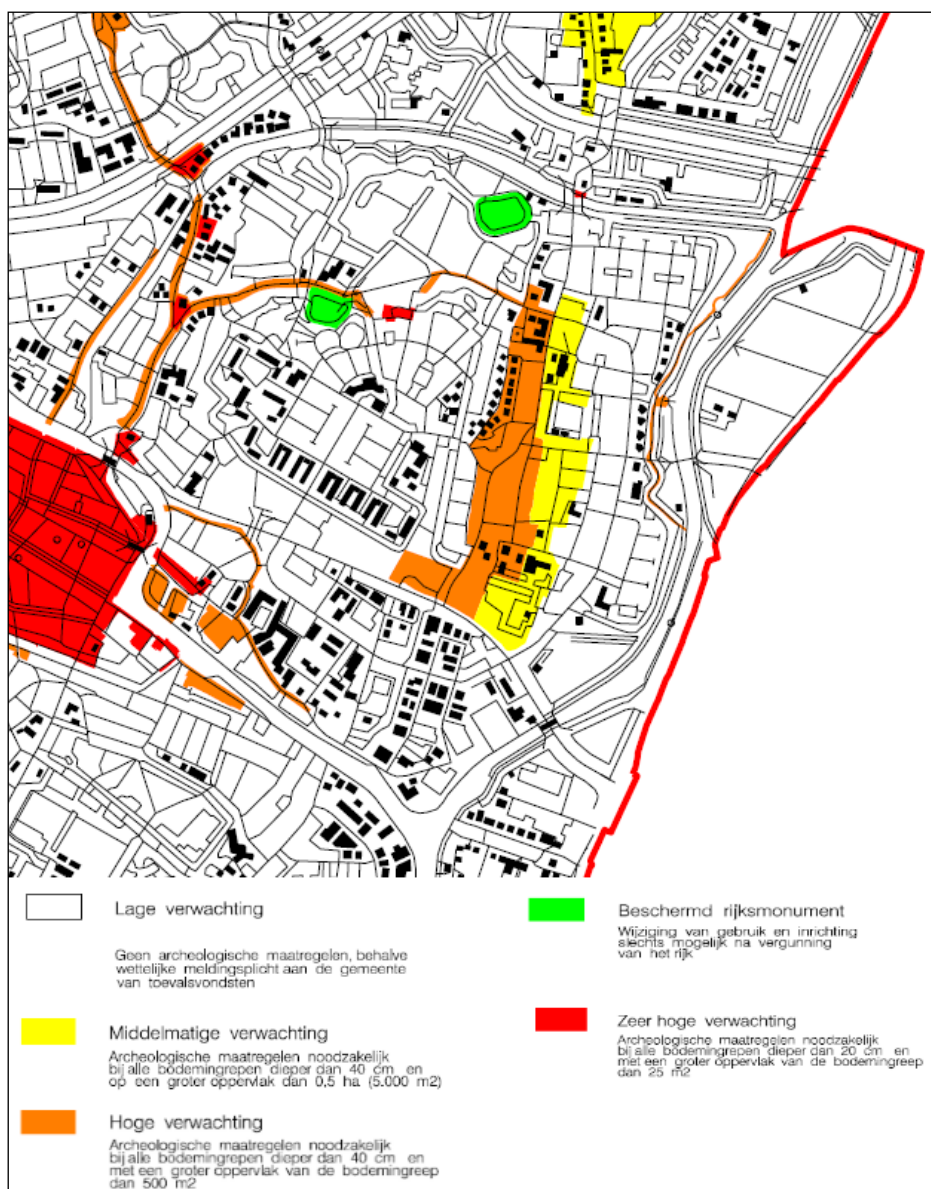 Lage verwachting
Geen archeologische maatregelen, behalve
wettelijke meldingsplicht aan de gemeente
van toevalsvondsten
Middelmatige verwachting
Archeologische maatregelen noodzakelijk
bij alle bodemingrepen dieper dan 40 cm en
op een groter oppervlak dan 0,5 ha (5.000 m2)
Hoge verwachting
Archeologische maatregelen noodzakelijk
bij alle bodemingrepen dieper dan 40 cm en
met een groter oppervlak van de bodemingreep
dan 500 m2
Beschermd rijksmonument
Wijziging van gebruik en inrichting
slechts mogelijk na vergunning
van het rijk
Zeer hoge verwachting
Archeologische maatregelen noodzakelijk
bij alle bodemingrepen dieper dan 20 cm en
met een groter oppervlak van de bodemingreep
dan 25 m2